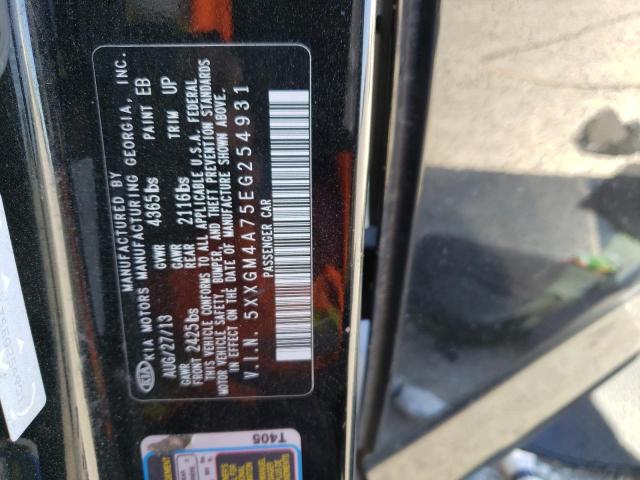 MANUFACTURED BY
KIA MOTORS MANUFACTURING GEORGIA, INC.
AUG/27/13 GVWR 4365lbs PAINT EB
GAWR FRONT 2425lbs GAWR REAR 2116lbs TRIM UP
THIS VEHICLE CONFORMS TO ALL APPLICABLE U.S.A. FEDERAL
MOTOR VEHICLE SAFETY, BUMPER, AND THEFT PREVENTION STANDARDS
IN EFFECT ON THE DATE OF MANUFACTURE SHOWN ABOVE.
V.I.N. 5XXGM4A75EG254931
PASSENGER CAR
KIA
T405